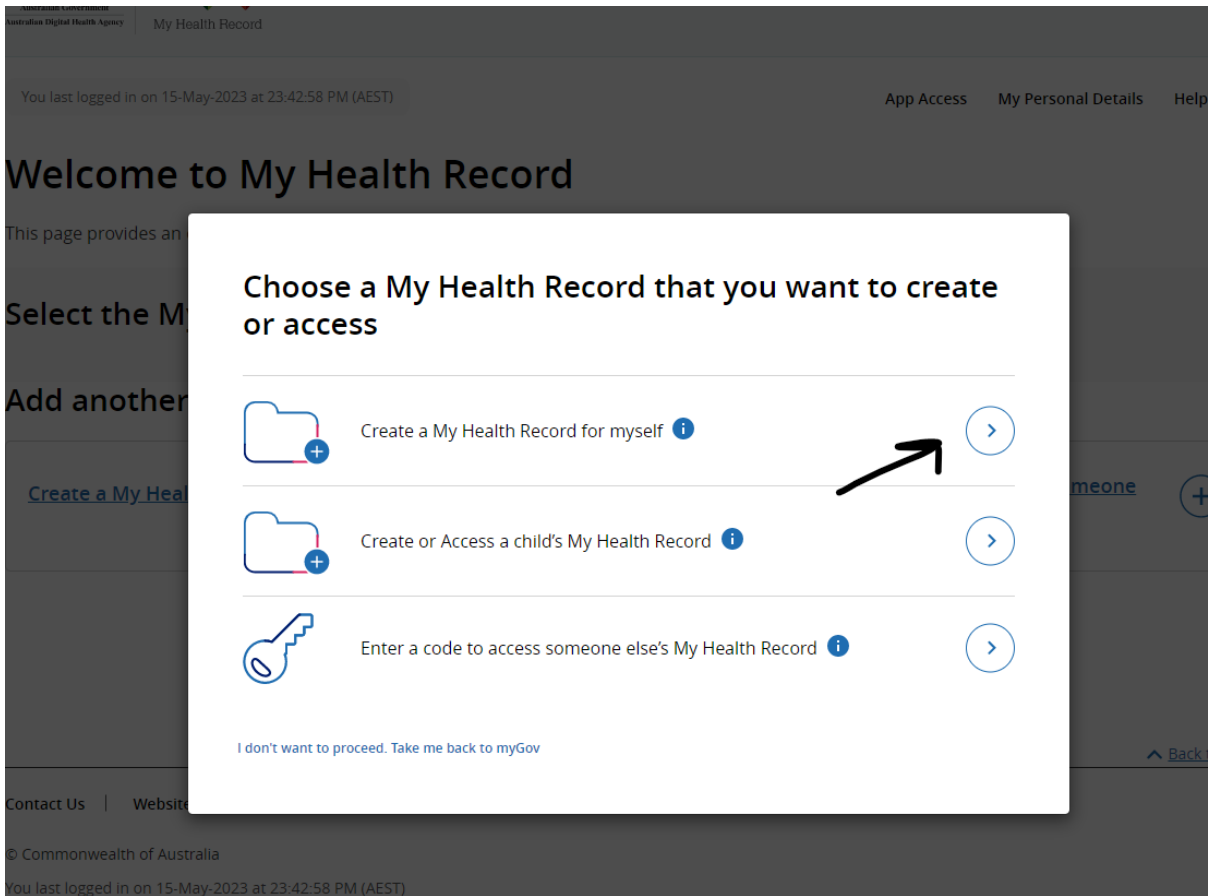 Australian Government
Australian Digital Health Agency
My Health Record
You last logged in on 15-May-2023 at 23:42:58 PM (AEST)
App Access
My Personal Details
Help
Welcome to My Health Record
This page provides an
Select the My
Add another
Create a My Heal
meone
Choose a My Health Record that you want to create
or access
Create a My Health Record for myself
Create or Access a child’s My Health Record
Enter a code to access someone else’s My Health Record
I don't want to proceed. Take me back to myGov
Back t
Contact Us | Website
© Commonwealth of Australia
You last logged in on 15-May-2023 at 23:42:58 PM (AEST)